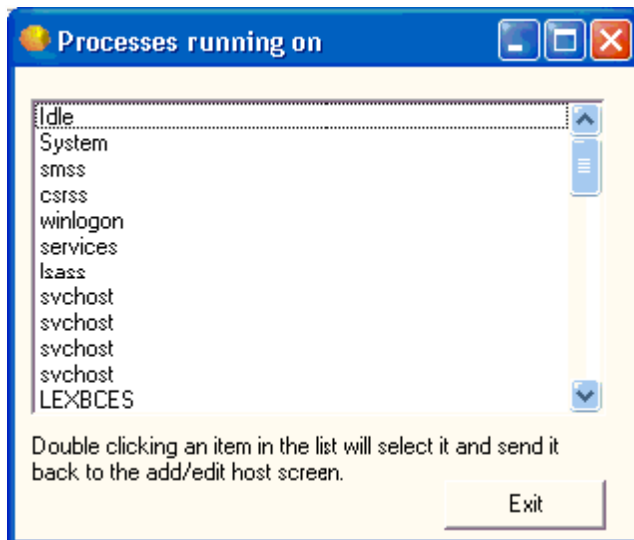 Processes running on
Idle
System
smss
csrss
winlogon
services
lsass
svchost
svchost
svchost
svchost
LEXBCES
Double clicking an item in the list will select it and send it
back to the add/edit host screen.
Exit